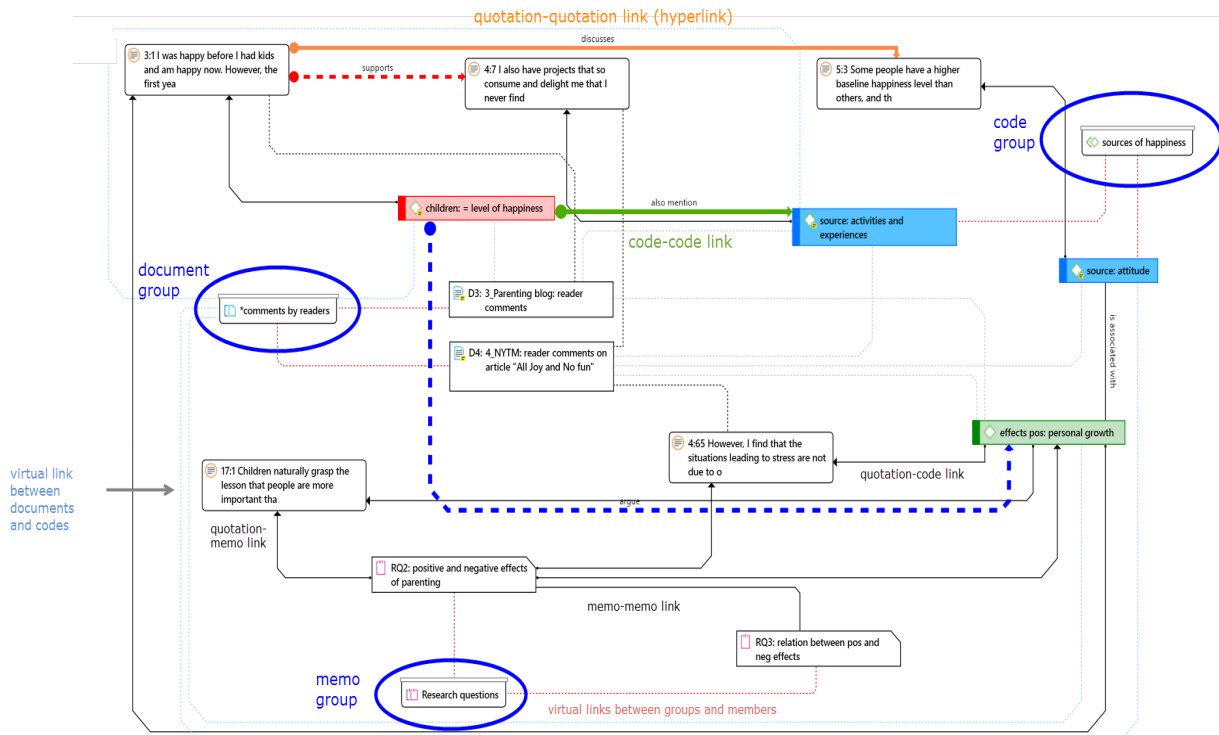 quotation-quotation link (hyperlink)
discusses
3:1 I was happy before I had kids
and am happy now. However, the
first yea
supports
4:7 I also have projects that so
consume and delight me that I
never find
5:3 Some people have a higher
baseline happiness level than
others, and th
code
group
sources of happiness
children: = level of happiness
also mention
source: activities and
experiences
code-code link
document
group
source: attitude
*comments by readers
D3: 3_Parenting blog: reader
comments
is associated with
D4: 4_NYTM: reader comments on
article "All Joy and No fun"
effects pos: personal growth
4:65 However, I find that the
situations leading to stress are not
due to o
quotation-code link
virtual link
between
documents
and codes
17:1 Children naturally grasp the
lesson that people are more
important tha
argue
quotation-
memo link
RQ2: positive and negative effects
of parenting
memo-memo link
RQ3: relation between pos and
neg effects
memo
group
Research questions
virtual links between groups and members